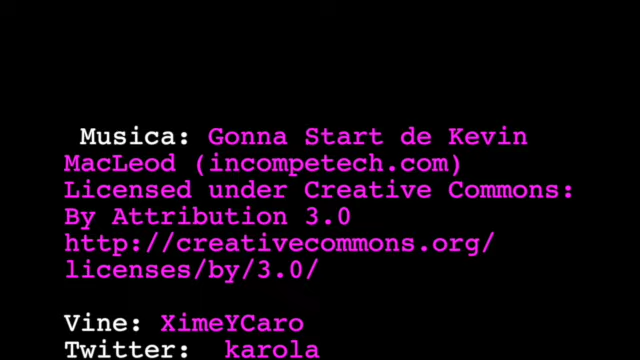 Musica: Gonna Start de Kevin
MacLeod (incompetech.com)
Licensed under Creative Commons:
By Attribution 3.0
http://creativecommons.org/
licenses/by/3.0/
Vine: XimeYCaro
Twitter: karola